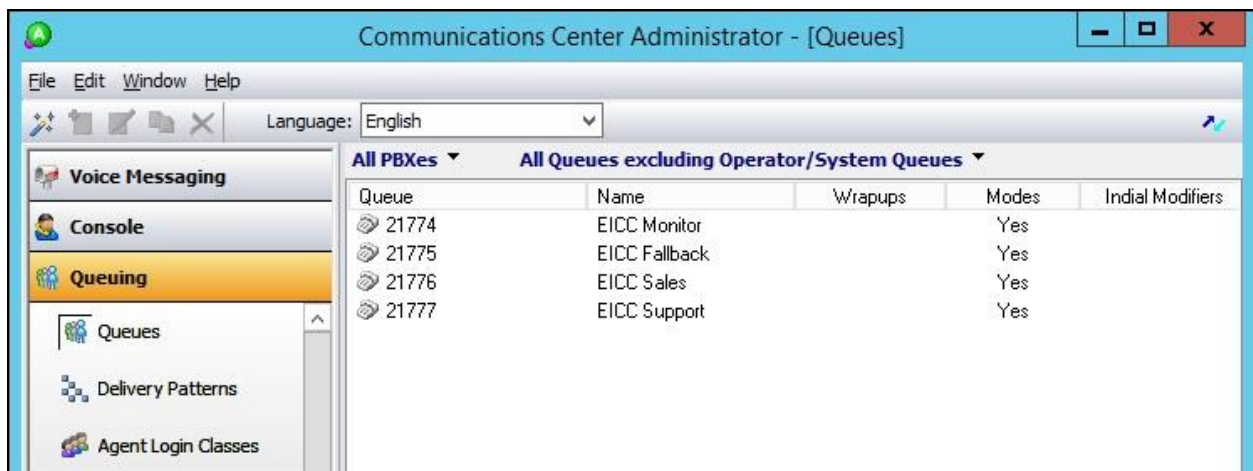 Communications Center Administrator - [Queues]
File Edit Window Help
Language: English
All PBXes All Queues excluding Operator/System Queues
Voice Messaging
Console
Queuing
Queues
Delivery Patterns
Agent Login Classes
Queue Name Wrapups Modes Indial Modifiers
21774 EICC Monitor Yes
21775 EICC Fallback Yes
21776 EICC Sales Yes
21777 EICC Support Yes